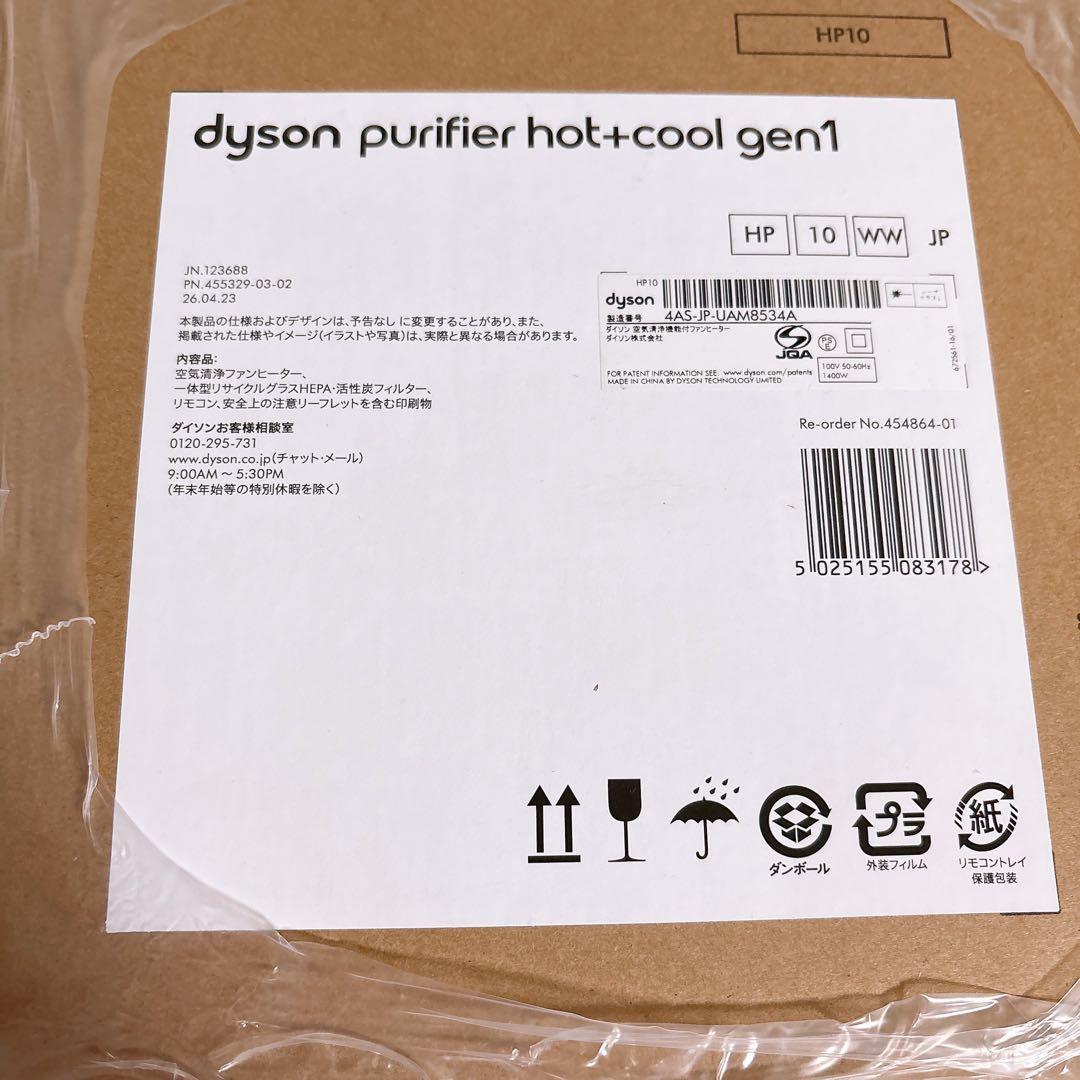 HP10
dyson purifier hot+cool gen1
HP 10 WW JP
JN.123688
PN.455329-03-02
26.04.23
本製品の仕様およびデザインは、予告なしに変更することがあり、また、
掲載された仕様やイメージ(イラストや写真)は、実際と異なる場合があります。
内容品:
空気清浄ファンヒーター、
一体型リサイクルグラスHEPA・活性炭フィルター、
リモコン、安全上の注意リーフレットを含む印刷物
ダイソンお客様相談室
0120-295-731
www.dyson.co.jp(チャット・メール)
9:00AM ~ 5:30PM
(年末年始等の特別休暇を除く)
HP10
dyson
製造番号 4AS-JP-UAM8534A
ダイソン 空気清浄機能付ファンヒーター
ダイソン株式会社
JQA
PS
E
100V 50-60Hz
1400W
FOR PATENT INFORMATION SEE: www.dyson.com/patents
MADE IN CHINA BY DYSON TECHNOLOGY LIMITED
672561-16/01
Re-order No.454864-01
5 025155 083178 >
プラ
紙
ダンボール
外装フィルム
リモコントレイ
保護包装